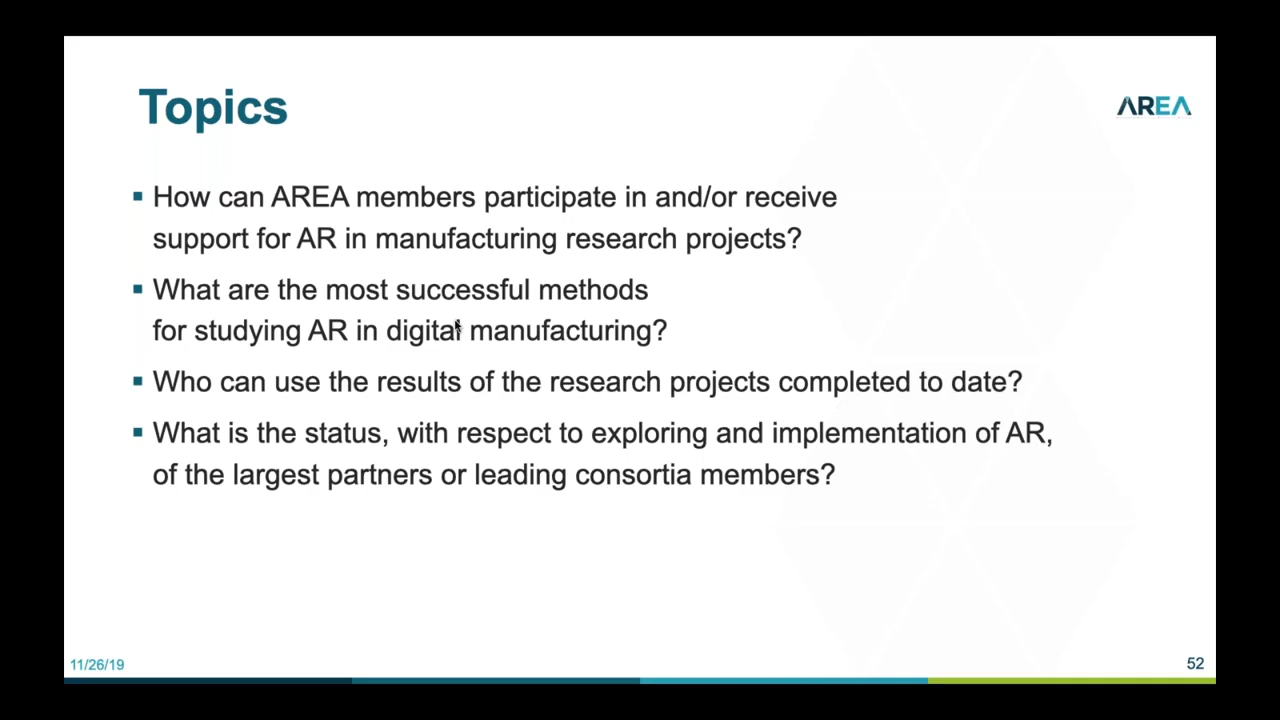 Topics
AREA
▪ How can AREA members participate in and/or receive
support for AR in manufacturing research projects?
▪ What are the most successful methods
for studying AR in digital manufacturing?
▪ Who can use the results of the research projects completed to date?
▪ What is the status, with respect to exploring and implementation of AR,
of the largest partners or leading consortia members?
11/26/19
52